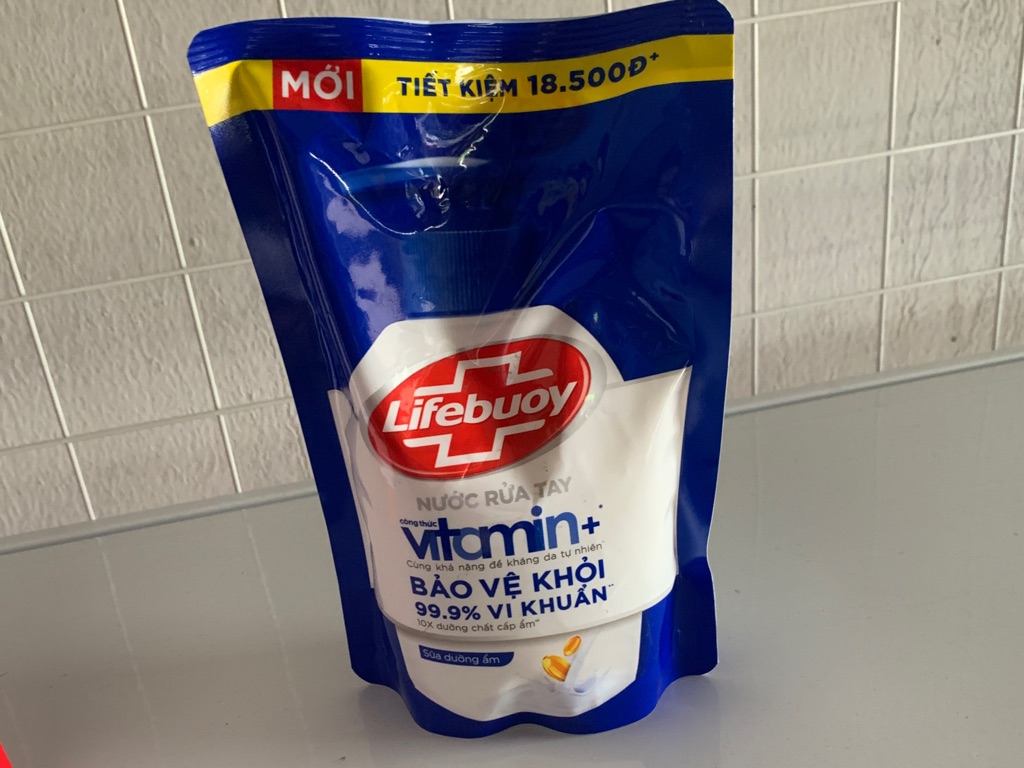 MỚI TIẾT KIỆM 18.500Đ+
Lifebuoy
NƯỚC RỬA TAY
công thức
vitamin+*
Cùng khả năng đề kháng da tự nhiên*
BẢO VỆ KHỎI
99.9% VI KHUẨN**
10X dưỡng chất cấp ẩm**
Sữa dưỡng ẩm